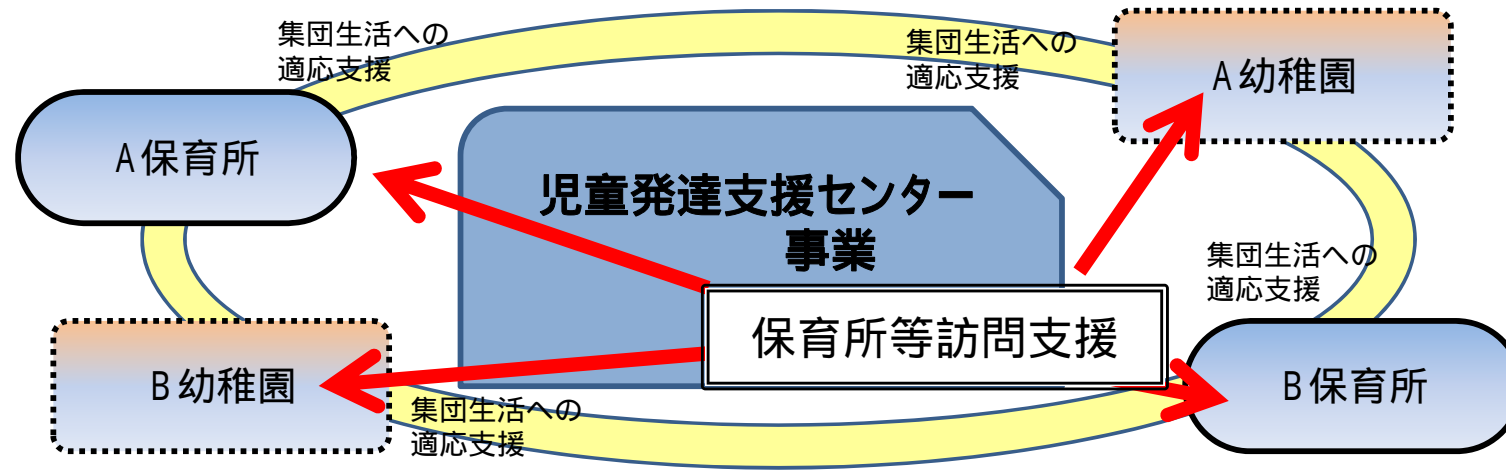 集団生活への
適応支援
集団生活への
適応支援
A幼稚園
A保育所
児童発達支援センター
事業
集団生活への
適応支援
保育所等訪問支援
B幼稚園
B保育所
集団生活への
適応支援